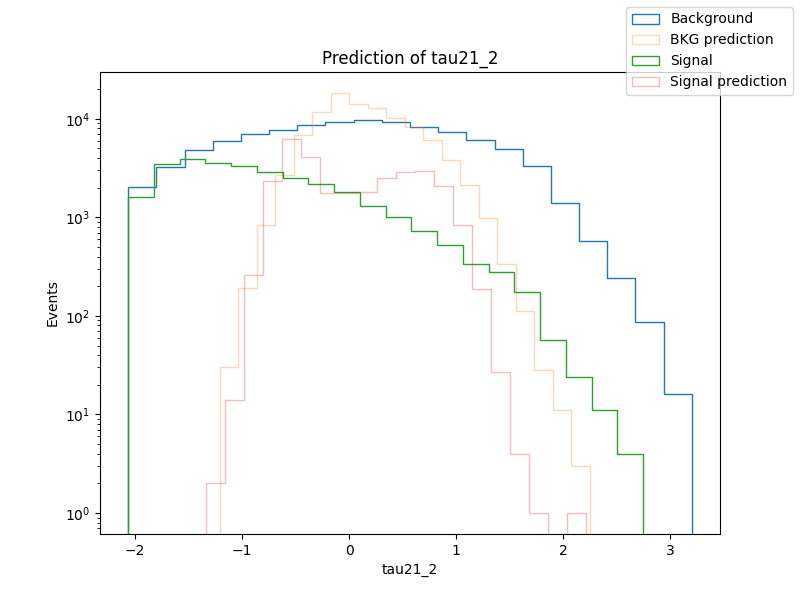 Prediction of tau21_2
Background
BKG prediction
Signal
Signal prediction
Events
10⁴
10³
10²
10¹
10⁰
−2
−1
0
1
2
3
tau21_2